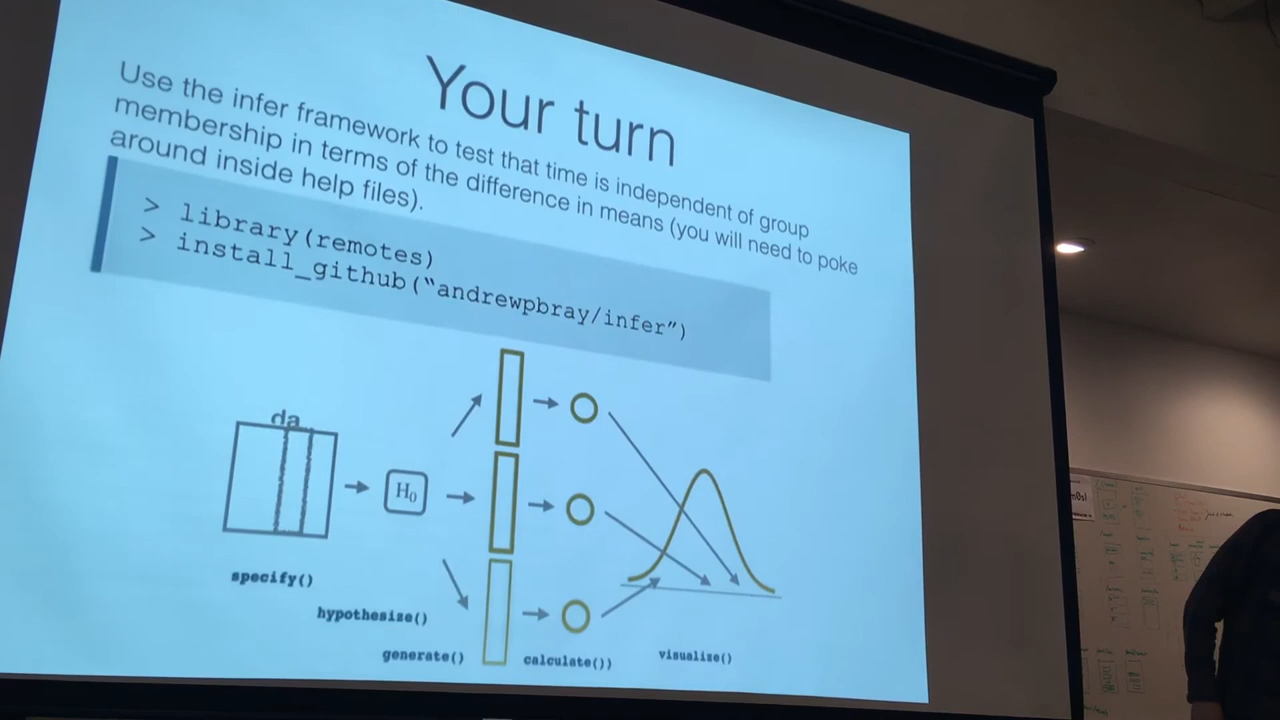 Your turn
Use the infer framework to test that time is independent of group
membership in terms of the difference in means (you will need to poke
around inside help files).
> library(remotes)
> install_github(“andrewpbray/infer”)
da
H0
specify()
hypothesize()
generate()
calculate())
visualize()